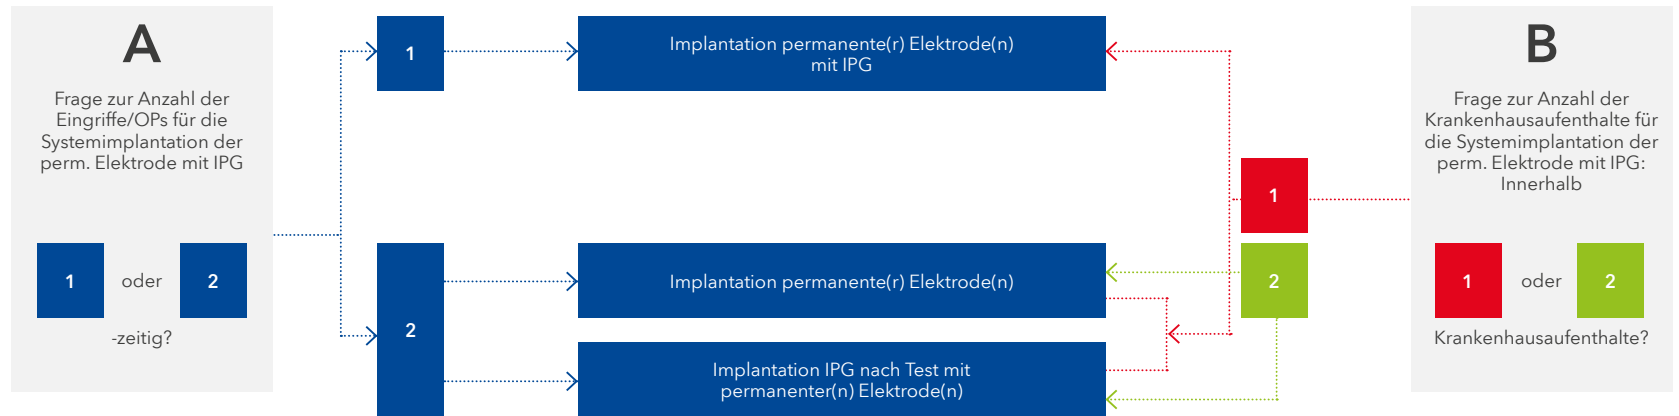 A
Frage zur Anzahl der
Eingriffe/OPs für die
Systemimplantation der
perm. Elektrode mit IPG
1 oder 2
-zeitig?
1
Implantation permanente(r) Elektrode(n)
mit IPG
2
Implantation permanente(r) Elektrode(n)
Implantation IPG nach Test mit
permanenter(n) Elektrode(n)
1
2
B
Frage zur Anzahl der
Krankenhausaufenthalte für
die Systemimplantation der
perm. Elektrode mit IPG:
Innerhalb
1 oder 2
Krankenhausaufenthalte?